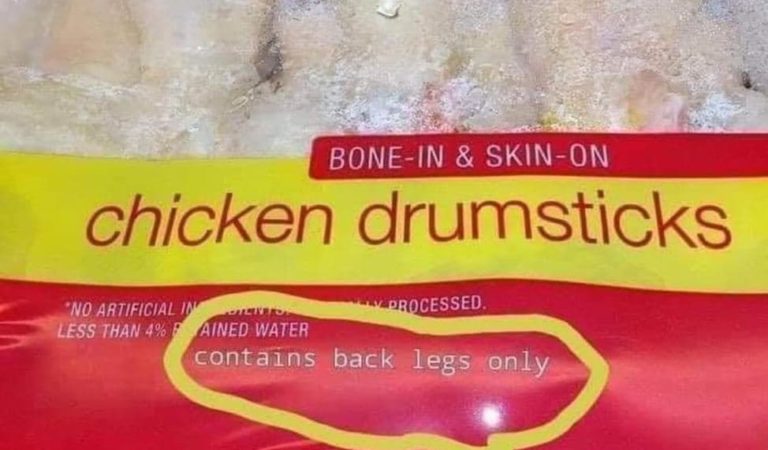 BONE-IN & SKIN-ON
chicken drumsticks
*NO ARTIFICIAL PROCESSED.
LESS THAN 4% WATER
contains back legs only